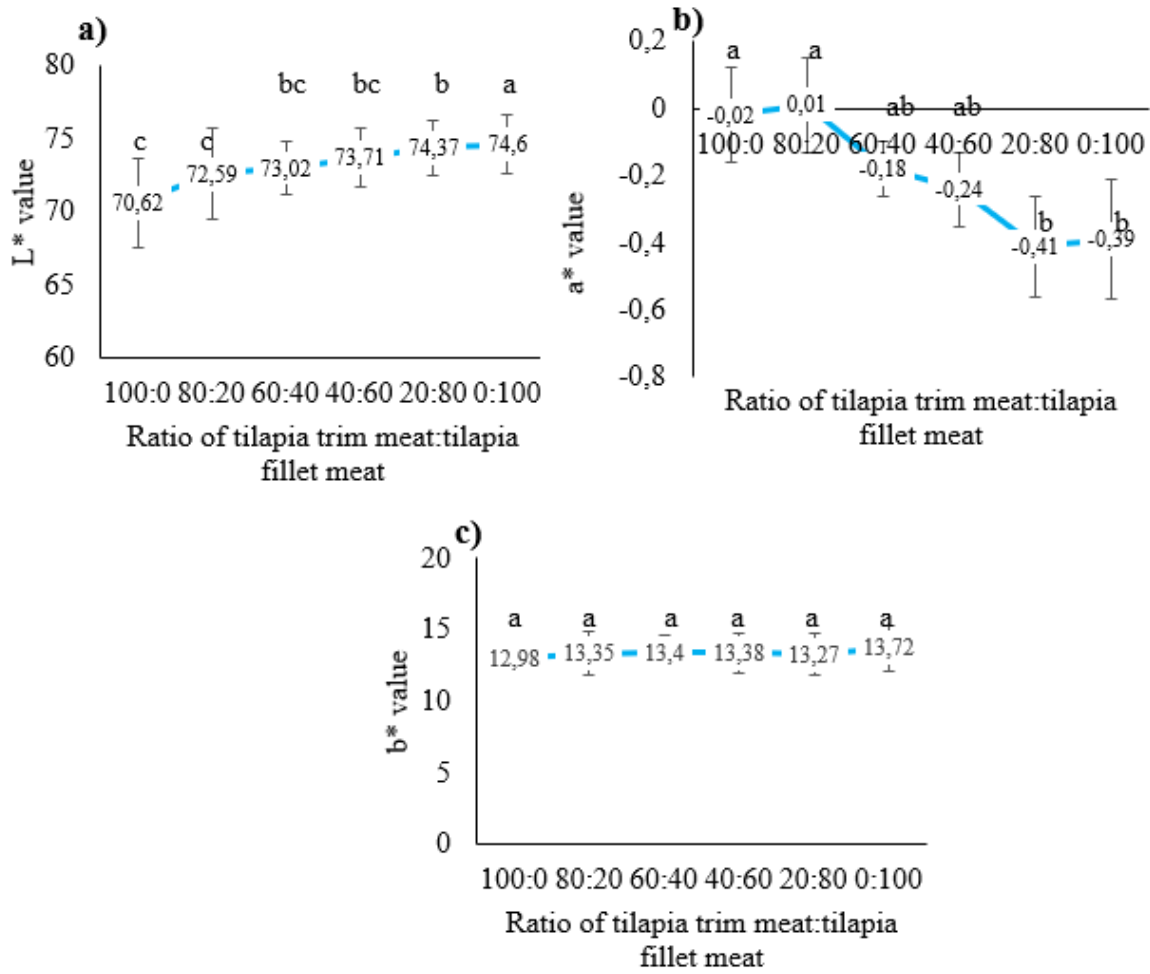 a)
80
75
70
65
60
L* value
c c bc bc b a
70,62 72,59 73,02 73,71 74,37 74,6
100:0 80:20 60:40 40:60 20:80 0:100
Ratio of tilapia trim meat:tilapia
fillet meat
b)
0,2
0
-0,2
-0,4
-0,6
-0,8
a* value
a a ab ab b b
-0,02 0,01 -0,18 -0,24 -0,41 -0,39
100:0 80:20 60:40 40:60 20:80 0:100
Ratio of tilapia trim meat:tilapia
fillet meat
c)
20
15
10
5
0
b* value
a a a a a a
12,98 13,35 13,4 13,38 13,27 13,72
100:0 80:20 60:40 40:60 20:80 0:100
Ratio of tilapia trim meat:tilapia
fillet meat